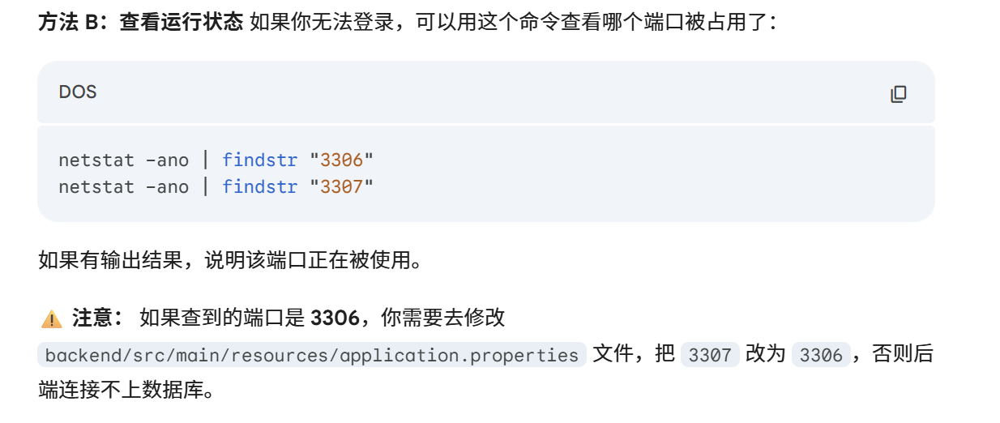 方法 B：查看运行状态 如果你无法登录，可以用这个命令查看哪个端口被占用了：
DOS
netstat -ano | findstr "3306"
netstat -ano | findstr "3307"
如果有输出结果，说明该端口正在被使用。
⚠️ 注意： 如果查到的端口是 3306，你需要去修改
backend/src/main/resources/application.properties 文件，把 3307 改为 3306，否则后
端连接不上数据库。